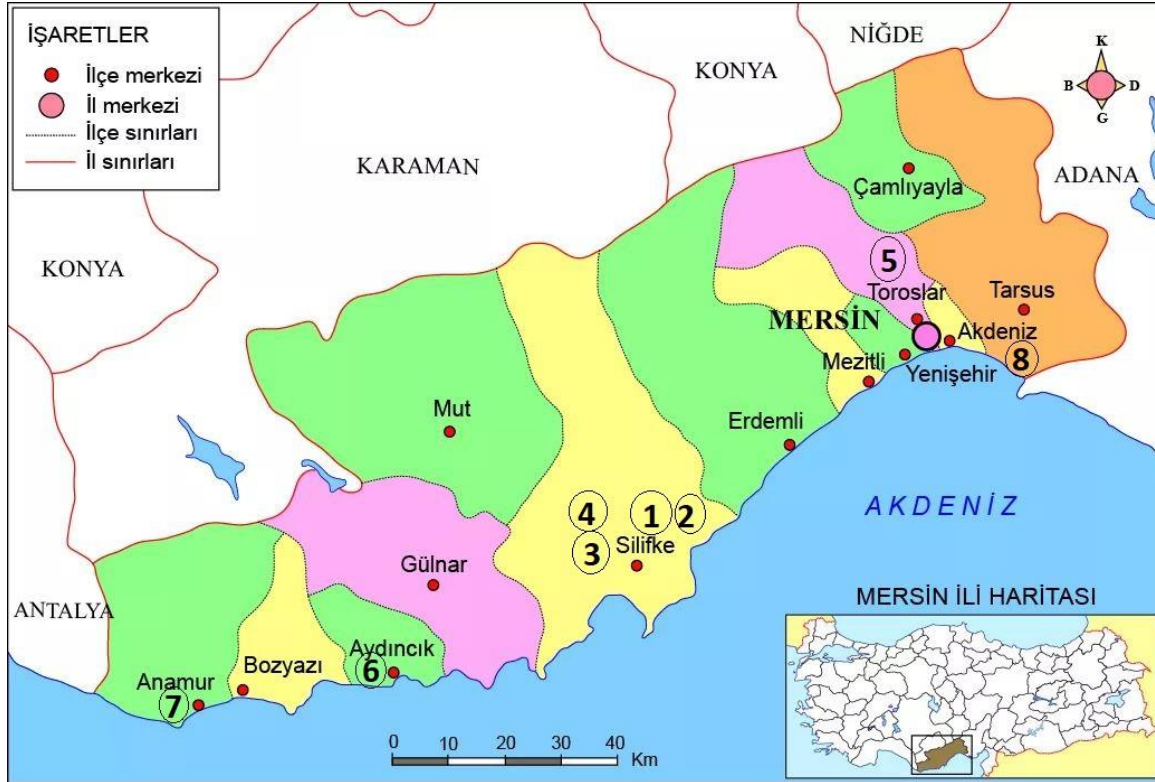 İŞARETLER
İlçe merkezi
İl merkezi
İlçe sınırları
İl sınırları
NİĞDE
KONYA
K
B D
G
KARAMAN
ADANA
Çamlıyayla
KONYA
5
Toroslar
Tarsus
MERSİN
Akdeniz
8
Mezitli
Yenişehir
Mut
Erdemli
AKDENİZ
4 1 2
3 Silifke
Gülnar
ANTALYA
MERSİN İLİ HARİTASI
Aydıncık
6
Bozyazı
Anamur
7
0 10 20 30 40
Km